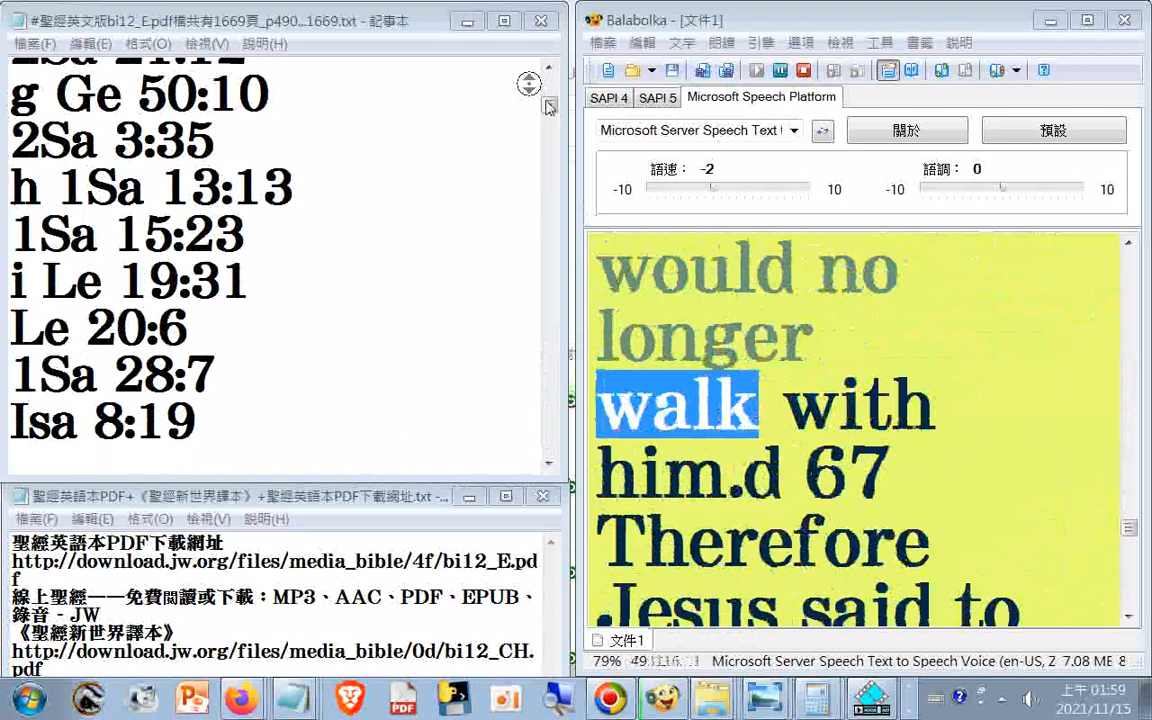 #聖經英文版bi12_E.pdf檔共有1669頁_p490...1669.txt - 記事本
檔案(F) 編輯(E) 格式(O) 檢視(V) 說明(H)
2Sa 21:12
g Ge 50:10
2Sa 3:35
h 1Sa 13:13
1Sa 15:23
i Le 19:31
Le 20:6
1Sa 28:7
Isa 8:19
聖經英語本PDF+《聖經新世界譯本》+聖經英語本PDF下載網址.txt - ...
檔案(F) 編輯(E) 格式(O) 檢視(V) 說明(H)
聖經英語本PDF下載網址
http://download.jw.org/files/media_bible/4f/bi12_E.pd
f
線上聖經——免費閱讀或下載：MP3、AAC、PDF、EPUB、
錄音 - JW
《聖經新世界譯本》
http://download.jw.org/files/media_bible/0d/bi12_CH.
pdf
Balabolka - [文件1]
檔案 編輯 文字 朗讀 引擎 選項 檢視 工具 書籤 說明
SAPI 4 SAPI 5 Microsoft Speech Platform
Microsoft Server Speech Text 關於 預設
語速： -2 語調： 0
-10 10 -10 10
would no
longer
walk with
him.d 67
Therefore
Jesus said to
文件1
79% Microsoft Server Speech Text to Speech Voice (en-US, Z 7.08 MB 8
上午 01:59
2021/11/15